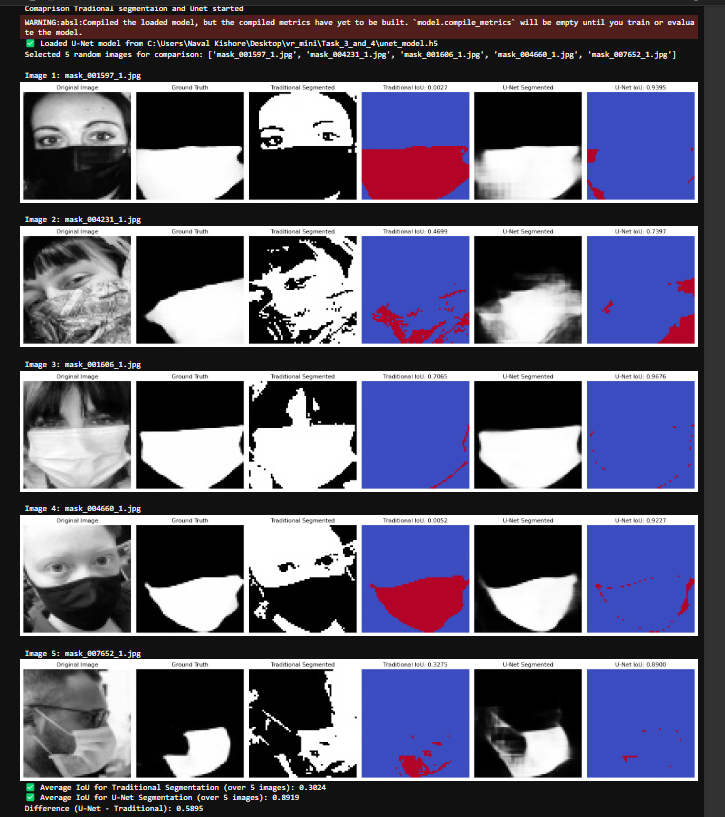 Comaprison Tradional segmentaion and Unet started
WARNING:absl:Compiled the loaded model, but the compiled metrics have yet to be built. `model.compile_metrics` will be empty until you train or evalua
te the model.
✅ Loaded U-Net model from C:\Users\Naval Kishore\Desktop\vr_mini\Task_3_and_4\unet_model.h5
Selected 5 random images for comparison: ['mask_001597_1.jpg', 'mask_004231_1.jpg', 'mask_001606_1.jpg', 'mask_004660_1.jpg', 'mask_007652_1.jpg']
Image 1: mask_001597_1.jpg
Original Image Ground Truth Traditional Segmented Traditional IoU: 0.0027 U-Net Segmented U-Net IoU: 0.9395
Image 2: mask_004231_1.jpg
Original Image Ground Truth Traditional Segmented Traditional IoU: 0.4699 U-Net Segmented U-Net IoU: 0.7397
Image 3: mask_001606_1.jpg
Original Image Ground Truth Traditional Segmented Traditional IoU: 0.7065 U-Net Segmented U-Net IoU: 0.9676
Image 4: mask_004660_1.jpg
Original Image Ground Truth Traditional Segmented Traditional IoU: 0.0052 U-Net Segmented U-Net IoU: 0.9227
Image 5: mask_007652_1.jpg
Original Image Ground Truth Traditional Segmented Traditional IoU: 0.3275 U-Net Segmented U-Net IoU: 0.8900
✅ Average IoU for Traditional Segmentation (over 5 images): 0.3024
✅ Average IoU for U-Net Segmentation (over 5 images): 0.8919
Difference (U-Net - Traditional): 0.5895